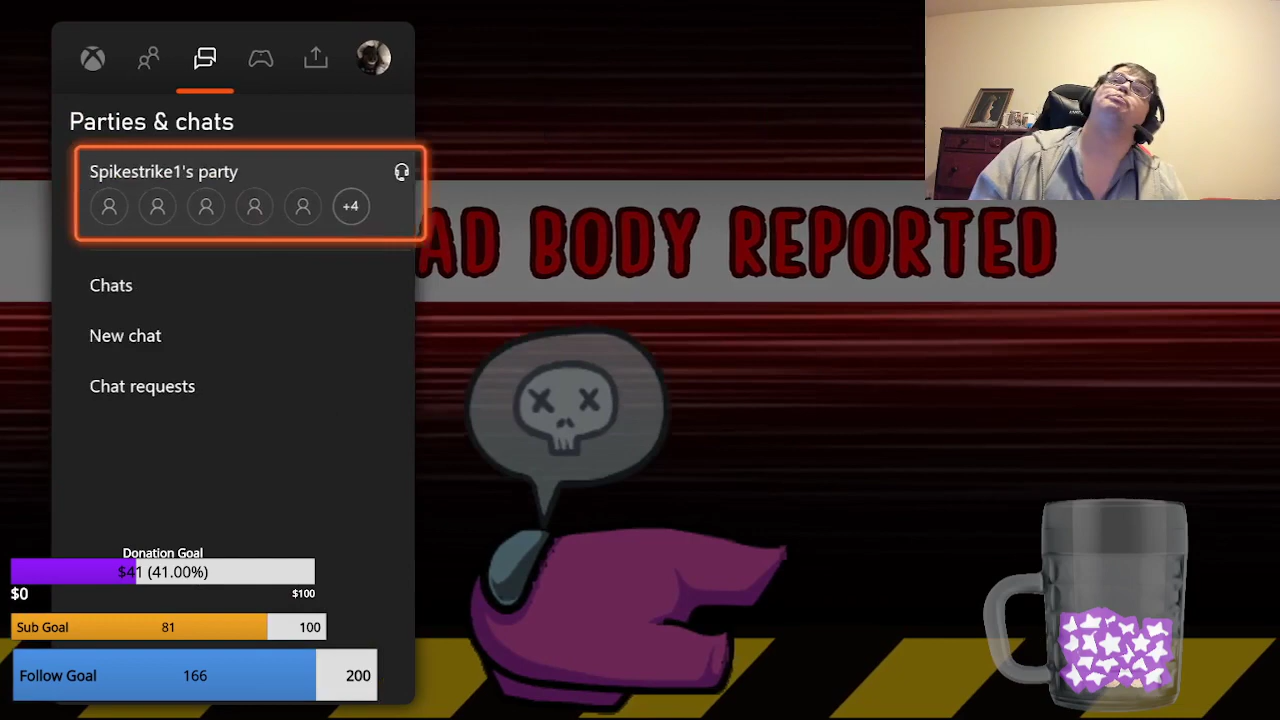 Parties & chats
Spikestrike1's party
+4
AD BODY REPORTED
Chats
New chat
Chat requests
Donation Goal
$41 (41.00%)
$0 $100
Sub Goal 81 100
Follow Goal 166 200